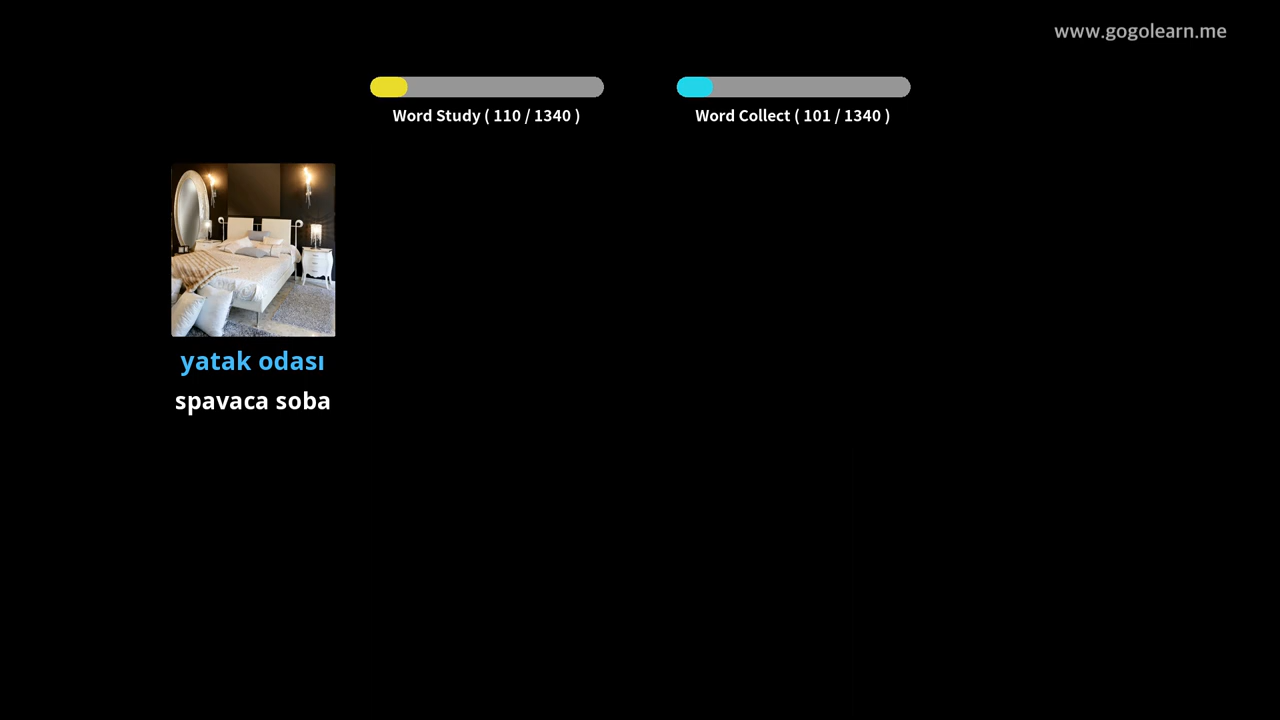 www.gogolearn.me
Word Study ( 110 / 1340 )
Word Collect ( 101 / 1340 )
yatak odası
spavaca soba